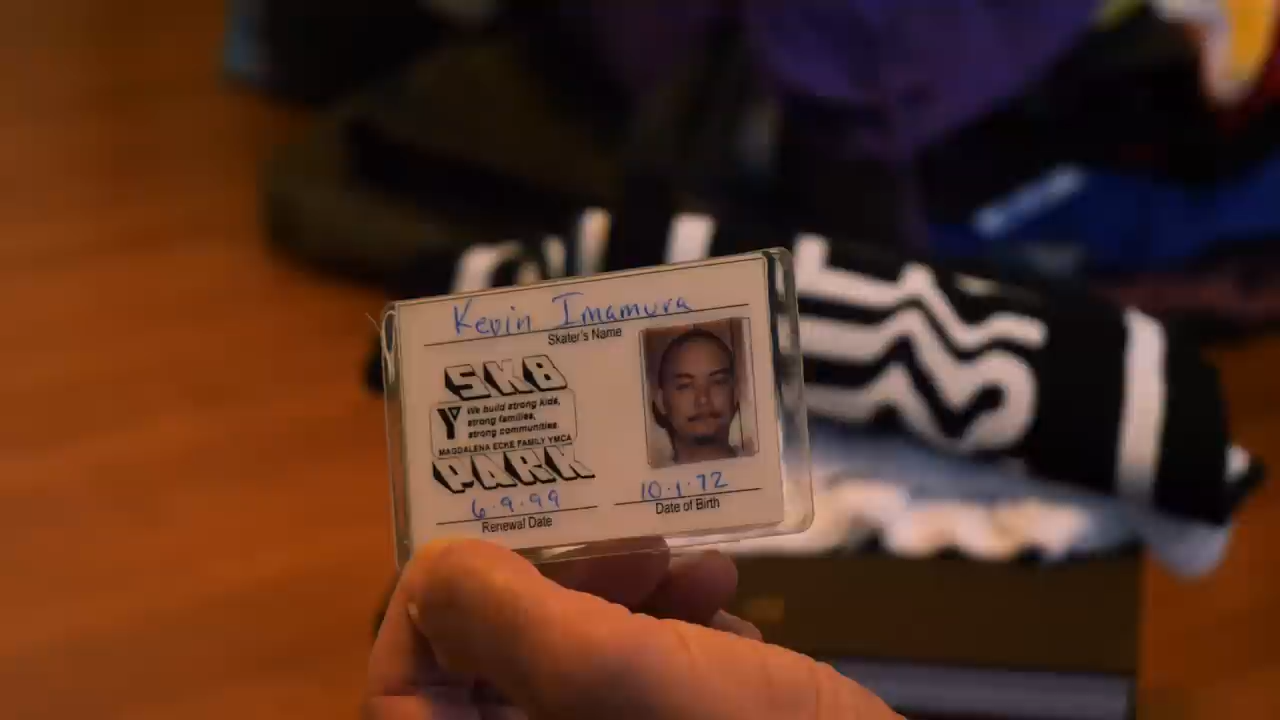 Kevin Imamura
Skater's Name
SK8
Y We build strong kids,
strong families,
strong communities.
MAGDALENA ECKE FAMILY YMCA
PARK
6.9.99
Renewal Date
10.1.72
Date of Birth